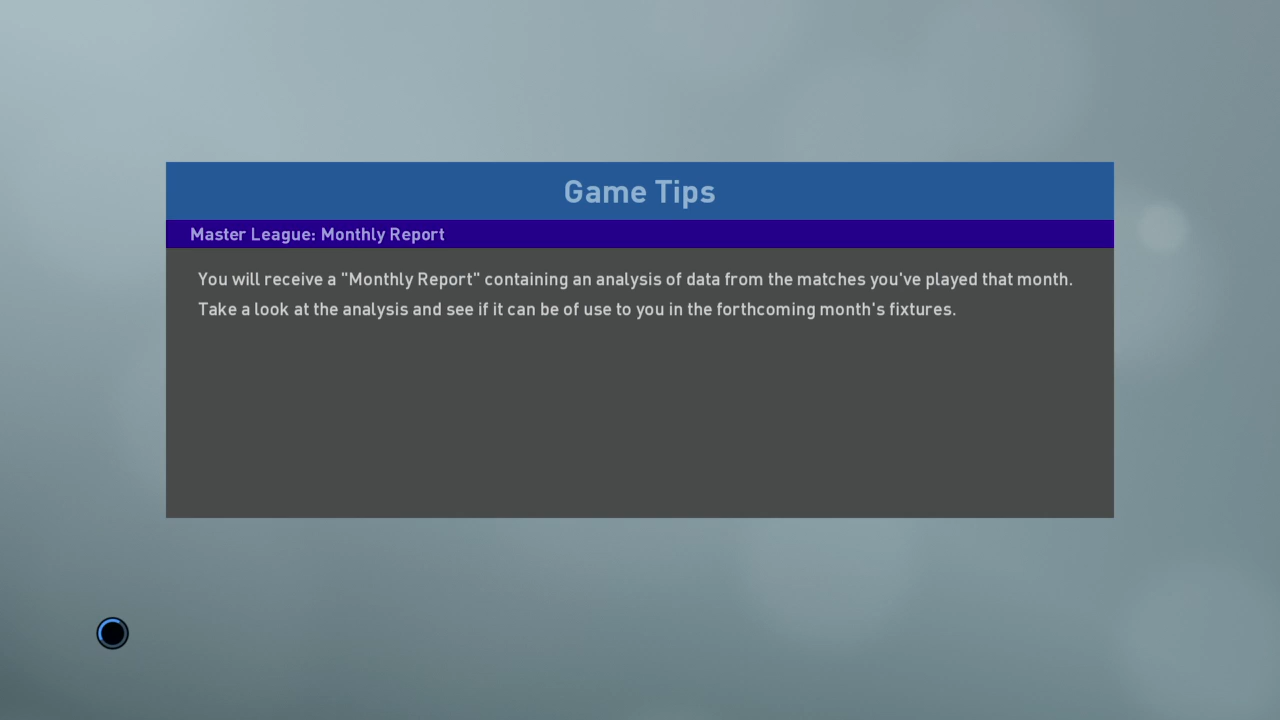 Game Tips
Master League: Monthly Report
You will receive a "Monthly Report" containing an analysis of data from the matches you've played that month.
Take a look at the analysis and see if it can be of use to you in the forthcoming month's fixtures.